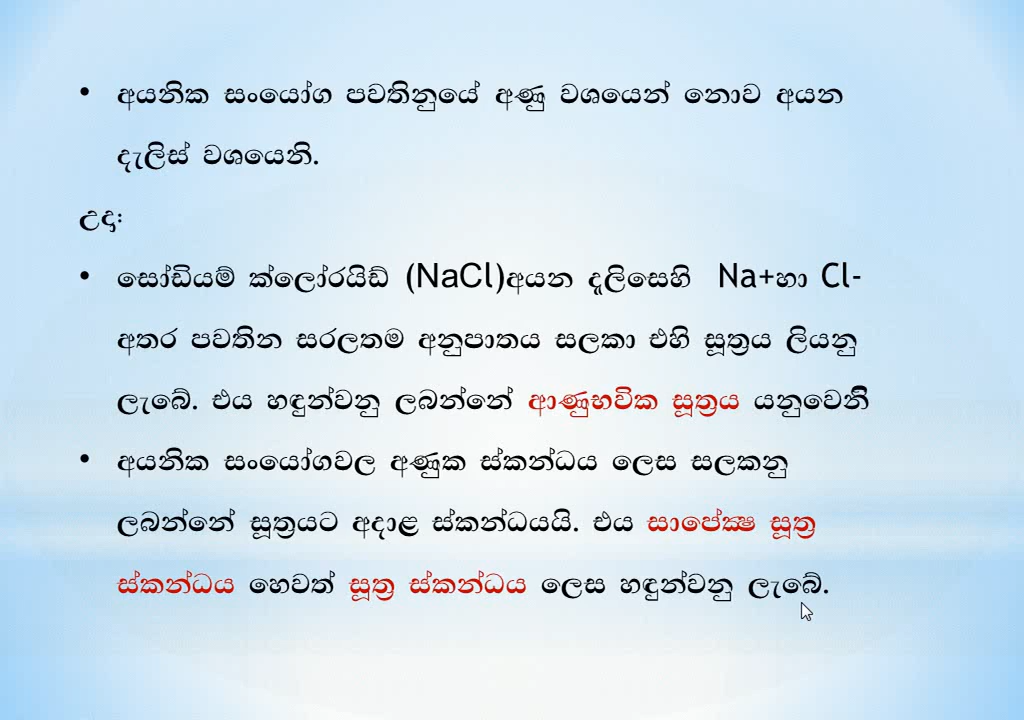 • අයනික සංයෝග පවතිනුයේ අණු වශයෙන් නොව අයන
දැලිස් වශයෙනි.
උදා:
• සෝඩියම් ක්ලෝරයිඩ් (NaCl)අයන දැලිසෙහි Na+හා Cl-
අතර පවතින සරලතම අනුපාතය සලකා එහි සූත්‍රය ලියනු
ලැබේ. එය හඳුන්වනු ලබන්නේ ආණුභවික සූත්‍රය යනුවෙනි
• අයනික සංයෝගවල අණුක ස්කන්ධය ලෙස සලකනු
ලබන්නේ සූත්‍රයට අදාළ ස්කන්ධයයි. එය සාපේක්‍ෂ සූත්‍ර
ස්කන්ධය හෙවත් සූත්‍ර ස්කන්ධය ලෙස හඳුන්වනු ලැබේ.